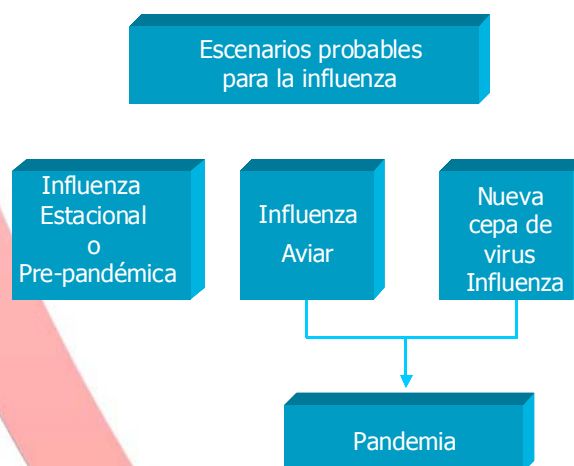 Escenarios probables
para la influenza
Influenza
Estacional
o
Pre-pandémica
Influenza
Aviar
Nueva
cepa de
virus
Influenza
Pandemia